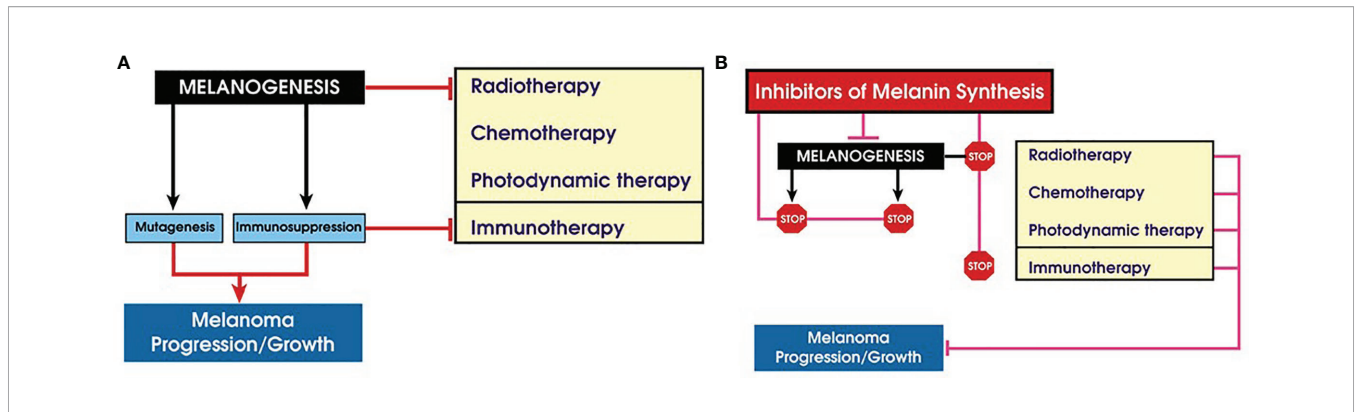 A
MELANOGENESIS
Radiotherapy
Chemotherapy
Photodynamic therapy
Immunotherapy
Mutagenesis
Immunosuppression
Melanoma
Progression/Growth
B
Inhibitors of Melanin Synthesis
MELANOGENESIS
STOP
STOP
STOP
STOP
Radiotherapy
Chemotherapy
Photodynamic therapy
Immunotherapy
Melanoma
Progression/Growth